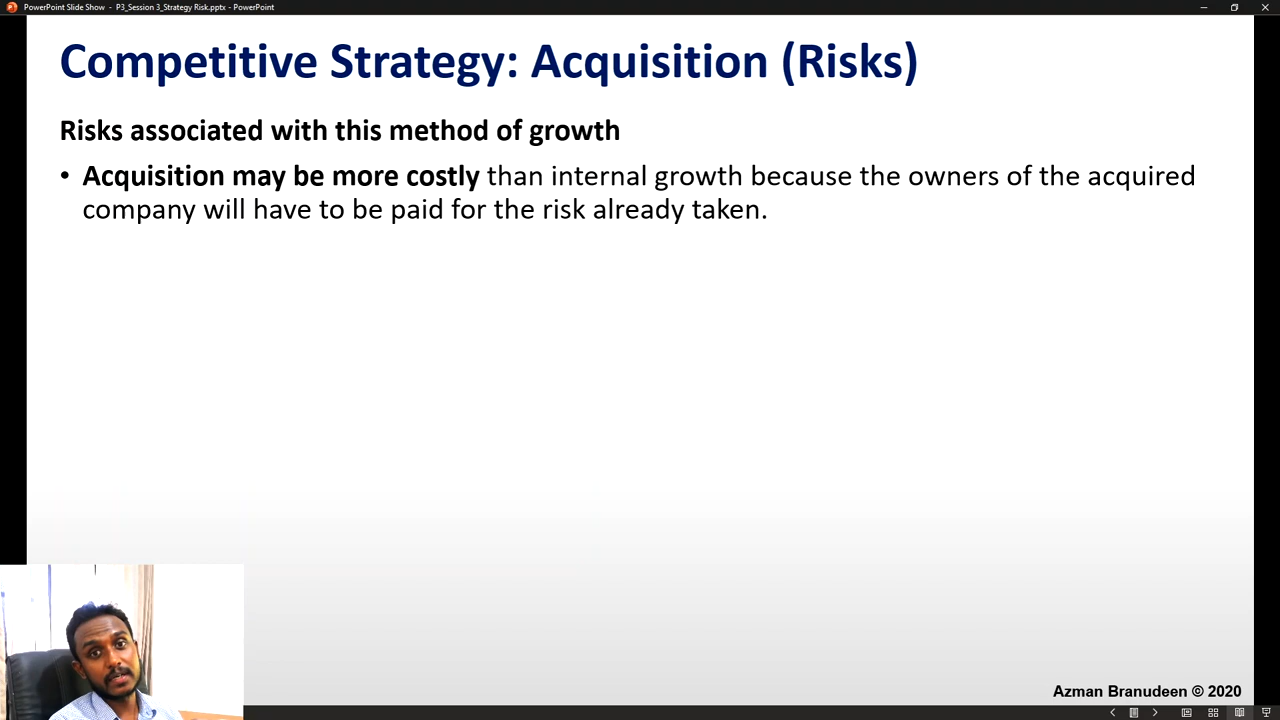 PowerPoint Slide Show - P3_Session 3_Strategy Risk.pptx - PowerPoint
Competitive Strategy: Acquisition (Risks)
Risks associated with this method of growth
• Acquisition may be more costly than internal growth because the owners of the acquired
company will have to be paid for the risk already taken.
Azman Branudeen © 2020